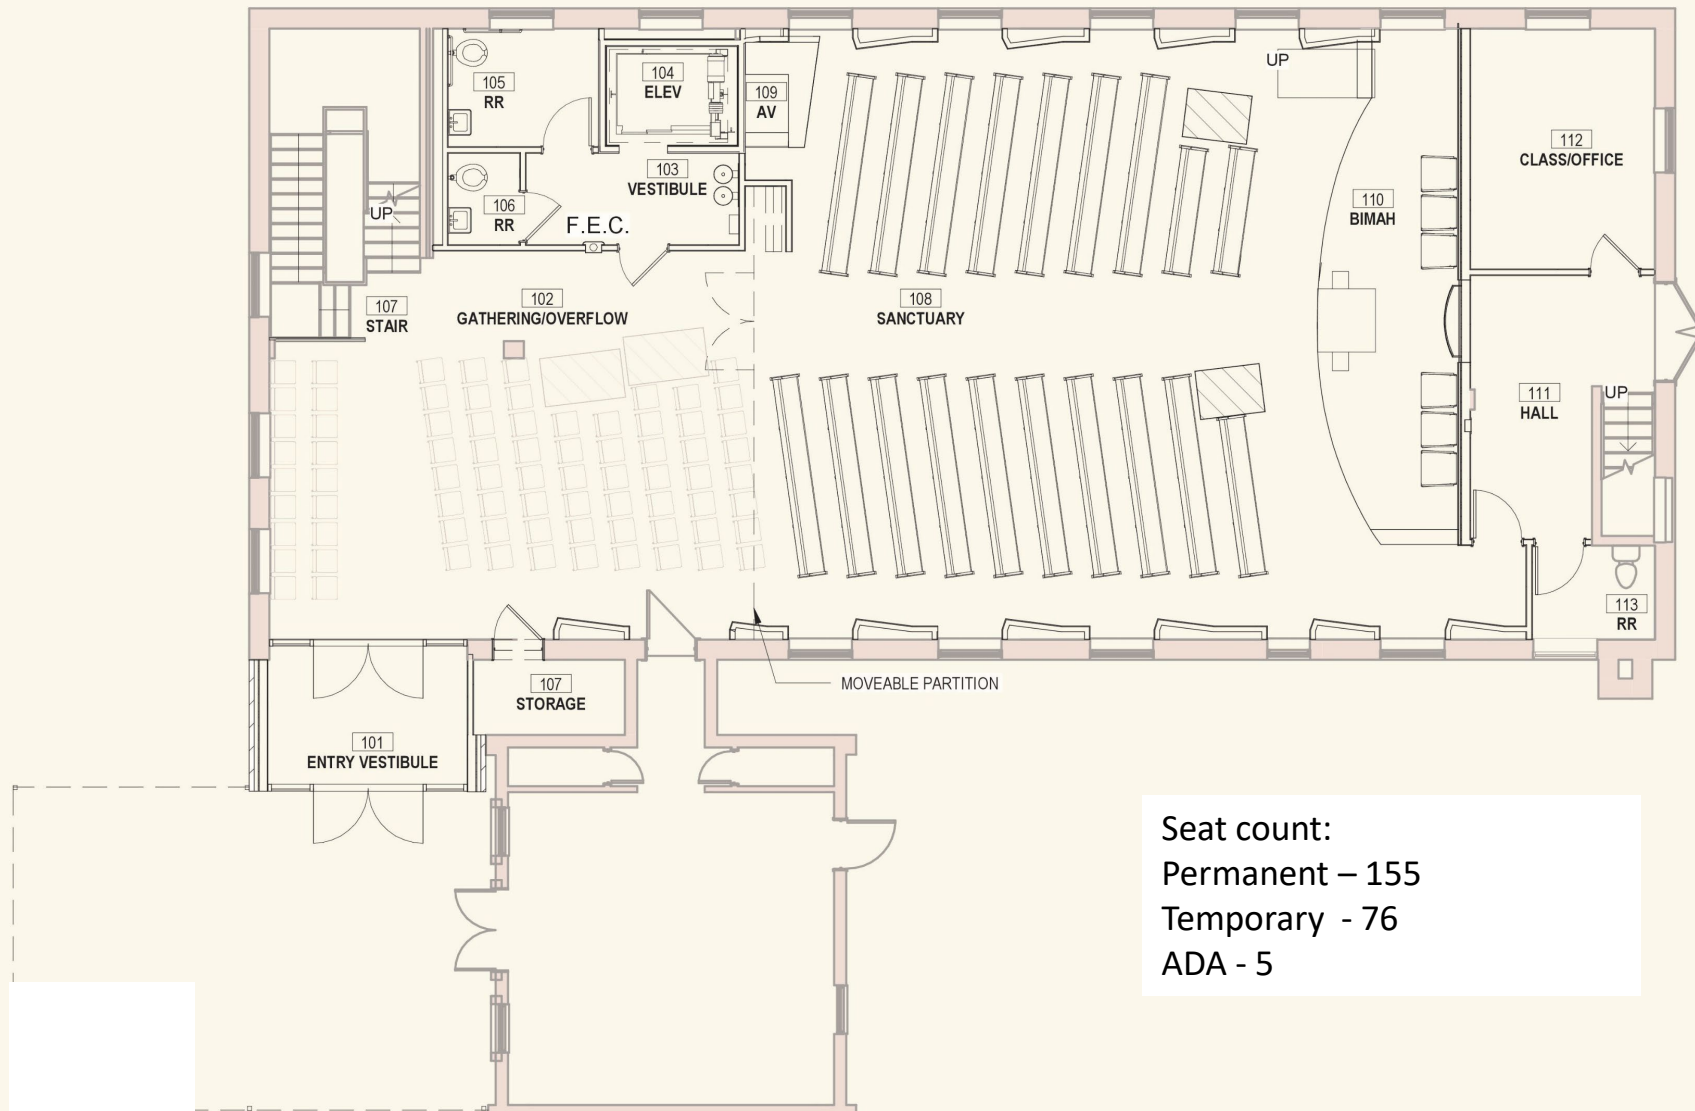 105
RR
104
ELEV
109
AV
UP
112
CLASS/OFFICE
103
VESTIBULE
106
RR
F.E.C.
UP
110
BIMAH
107
STAIR
102
GATHERING/OVERFLOW
108
SANCTUARY
111
HALL
UP
113
RR
107
STORAGE
MOVEABLE PARTITION
101
ENTRY VESTIBULE
Seat count:
Permanent – 155
Temporary - 76
ADA - 5